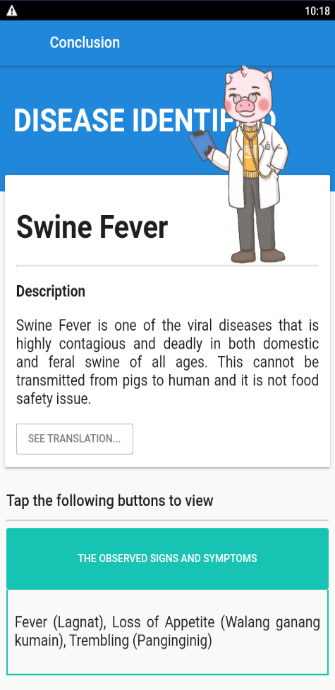 10:18
Conclusion
DISEASE IDENTIFIED
Swine Fever
Description
Swine Fever is one of the viral diseases that is
highly contagious and deadly in both domestic
and feral swine of all ages. This cannot be
transmitted from pigs to human and it is not food
safety issue.
SEE TRANSLATION...
Tap the following buttons to view
THE OBSERVED SIGNS AND SYMPTOMS
Fever (Lagnat), Loss of Appetite (Walang ganang
kumain), Trembling (Panginginig)